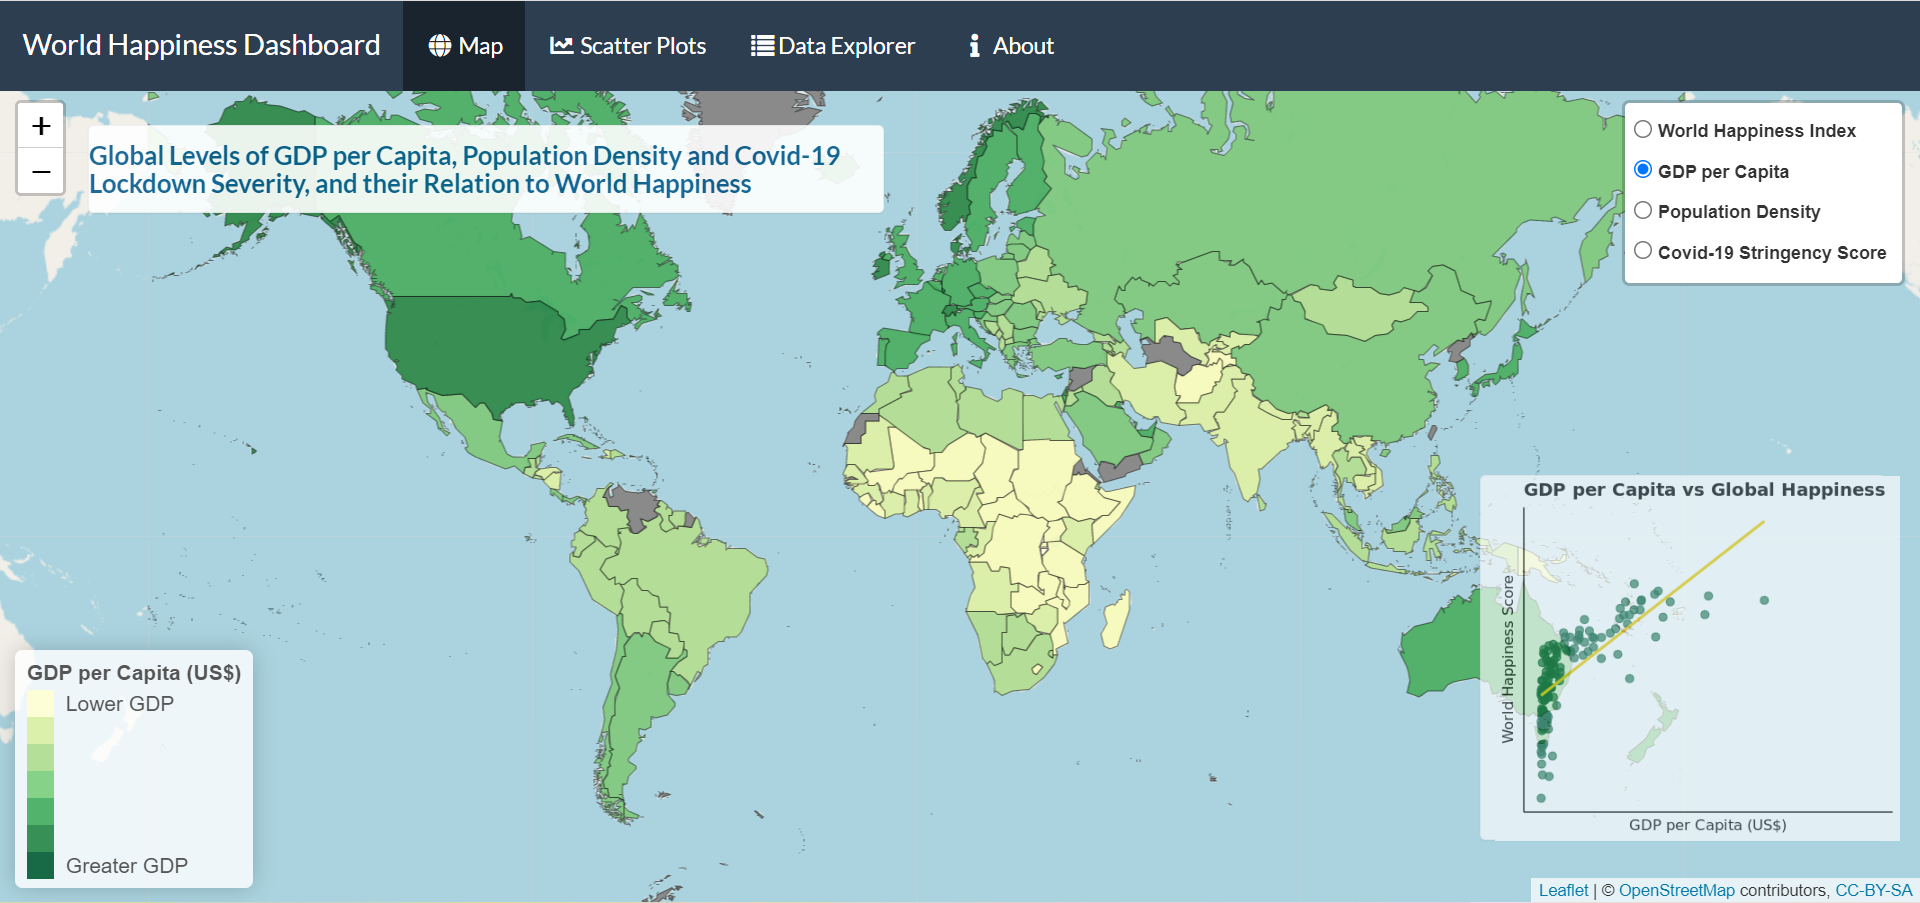 World Happiness Dashboard
Map
Scatter Plots
Data Explorer
About
+
−
Global Levels of GDP per Capita, Population Density and Covid-19
Lockdown Severity, and their Relation to World Happiness
World Happiness Index
GDP per Capita
Population Density
Covid-19 Stringency Score
GDP per Capita vs Global Happiness
World Happiness Score
GDP per Capita (US$)
GDP per Capita (US$)
Lower GDP
Greater GDP
Leaflet | © OpenStreetMap contributors, CC-BY-SA